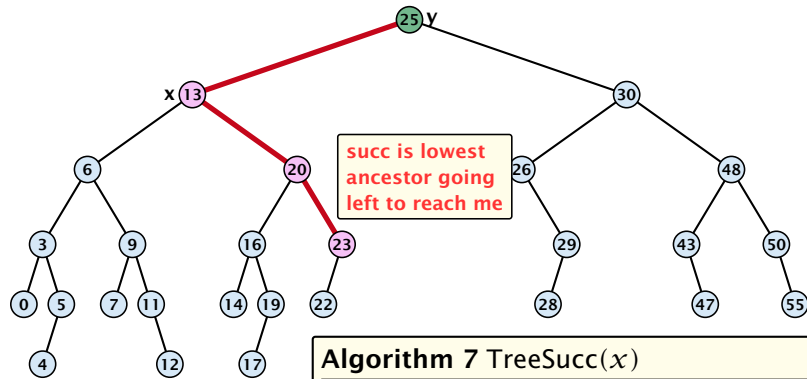 25 y
x 13 30
6 20 26 48
succ is lowest
ancestor going
left to reach me
3 9 16 23 29 43 50
0 5 7 11 14 19 22 28 47 55
4 12 17
Algorithm 7 TreeSucc(x)